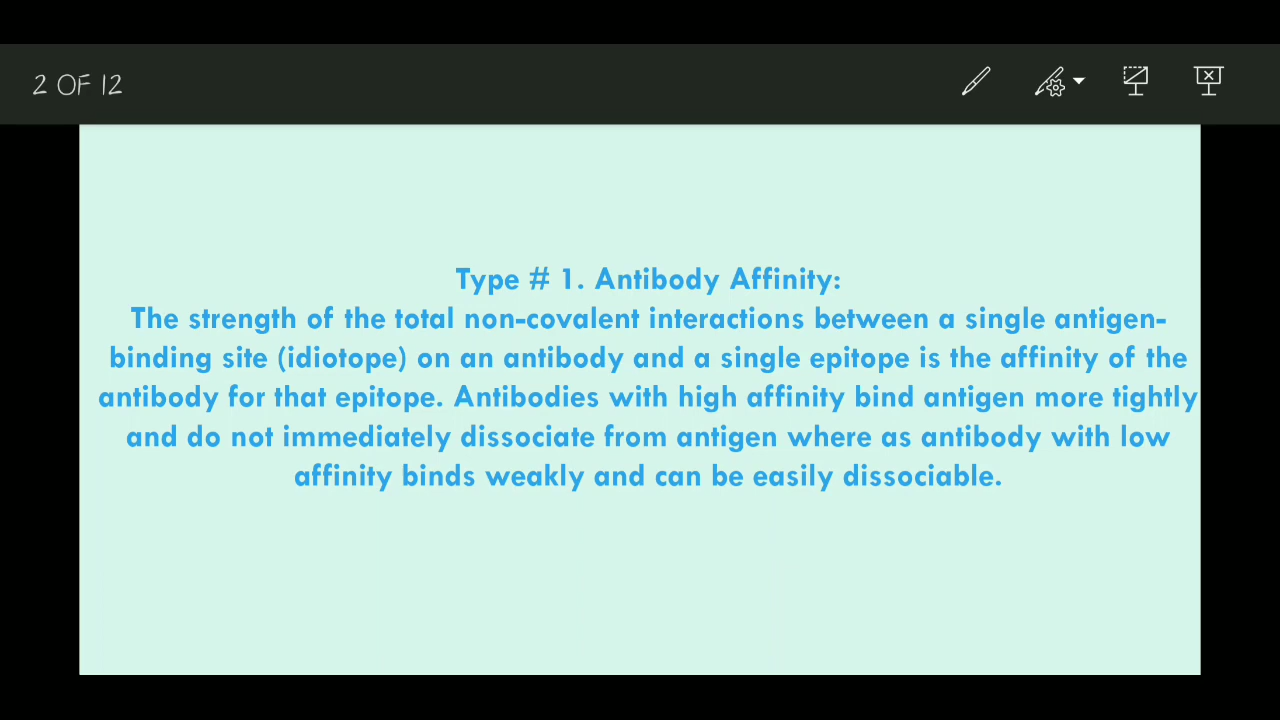 2 OF 12
Type # 1. Antibody Affinity:
The strength of the total non-covalent interactions between a single antigen-
binding site (idiotope) on an antibody and a single epitope is the affinity of the
antibody for that epitope. Antibodies with high affinity bind antigen more tightly
and do not immediately dissociate from antigen where as antibody with low
affinity binds weakly and can be easily dissociable.